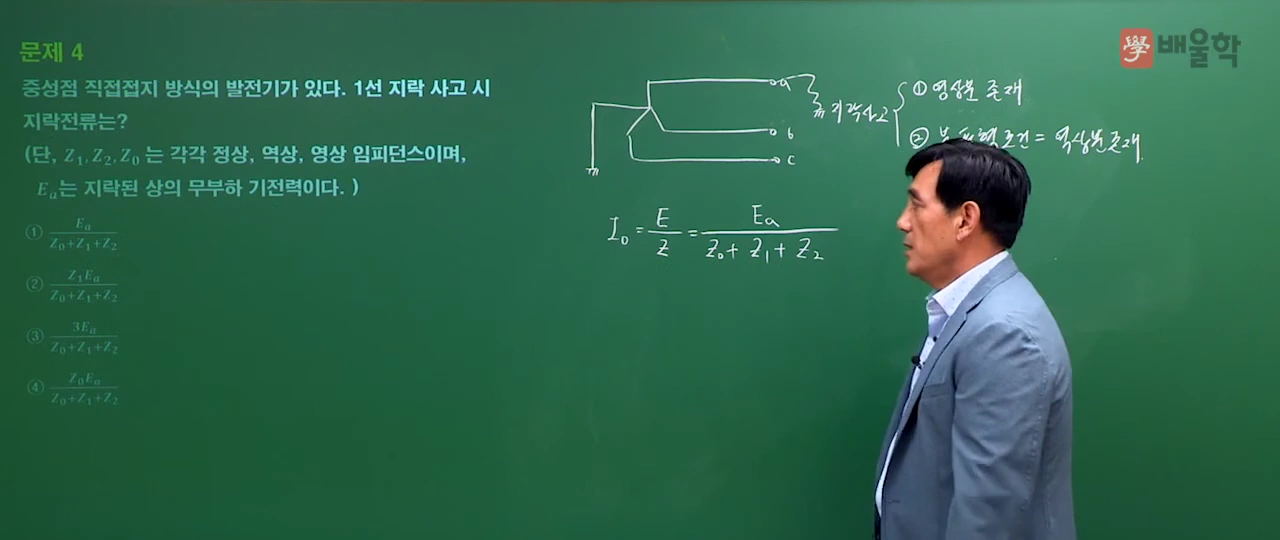 學 배울학
문제 4
중성점 직접접지 방식의 발전기가 있다. 1선 지락 사고 시
지락전류는?
(단, Z₁, Z₂, Z₀ 는 각각 정상, 역상, 영상 임피던스이며,
Eₐ는 지락된 상의 무부하 기전력이다. )
① Eₐ/(Z₀+Z₁+Z₂)
② Z₁Eₐ/(Z₀+Z₁+Z₂)
③ 3Eₐ/(Z₀+Z₁+Z₂)
④ Z₀Eₐ/(Z₀+Z₁+Z₂)
a
b
c
지락사고
① 영상분 존재
② 조건 = 역상분존재
I₀ = E/Z = Eₐ/(Z₀+ Z₁+ Z₂)